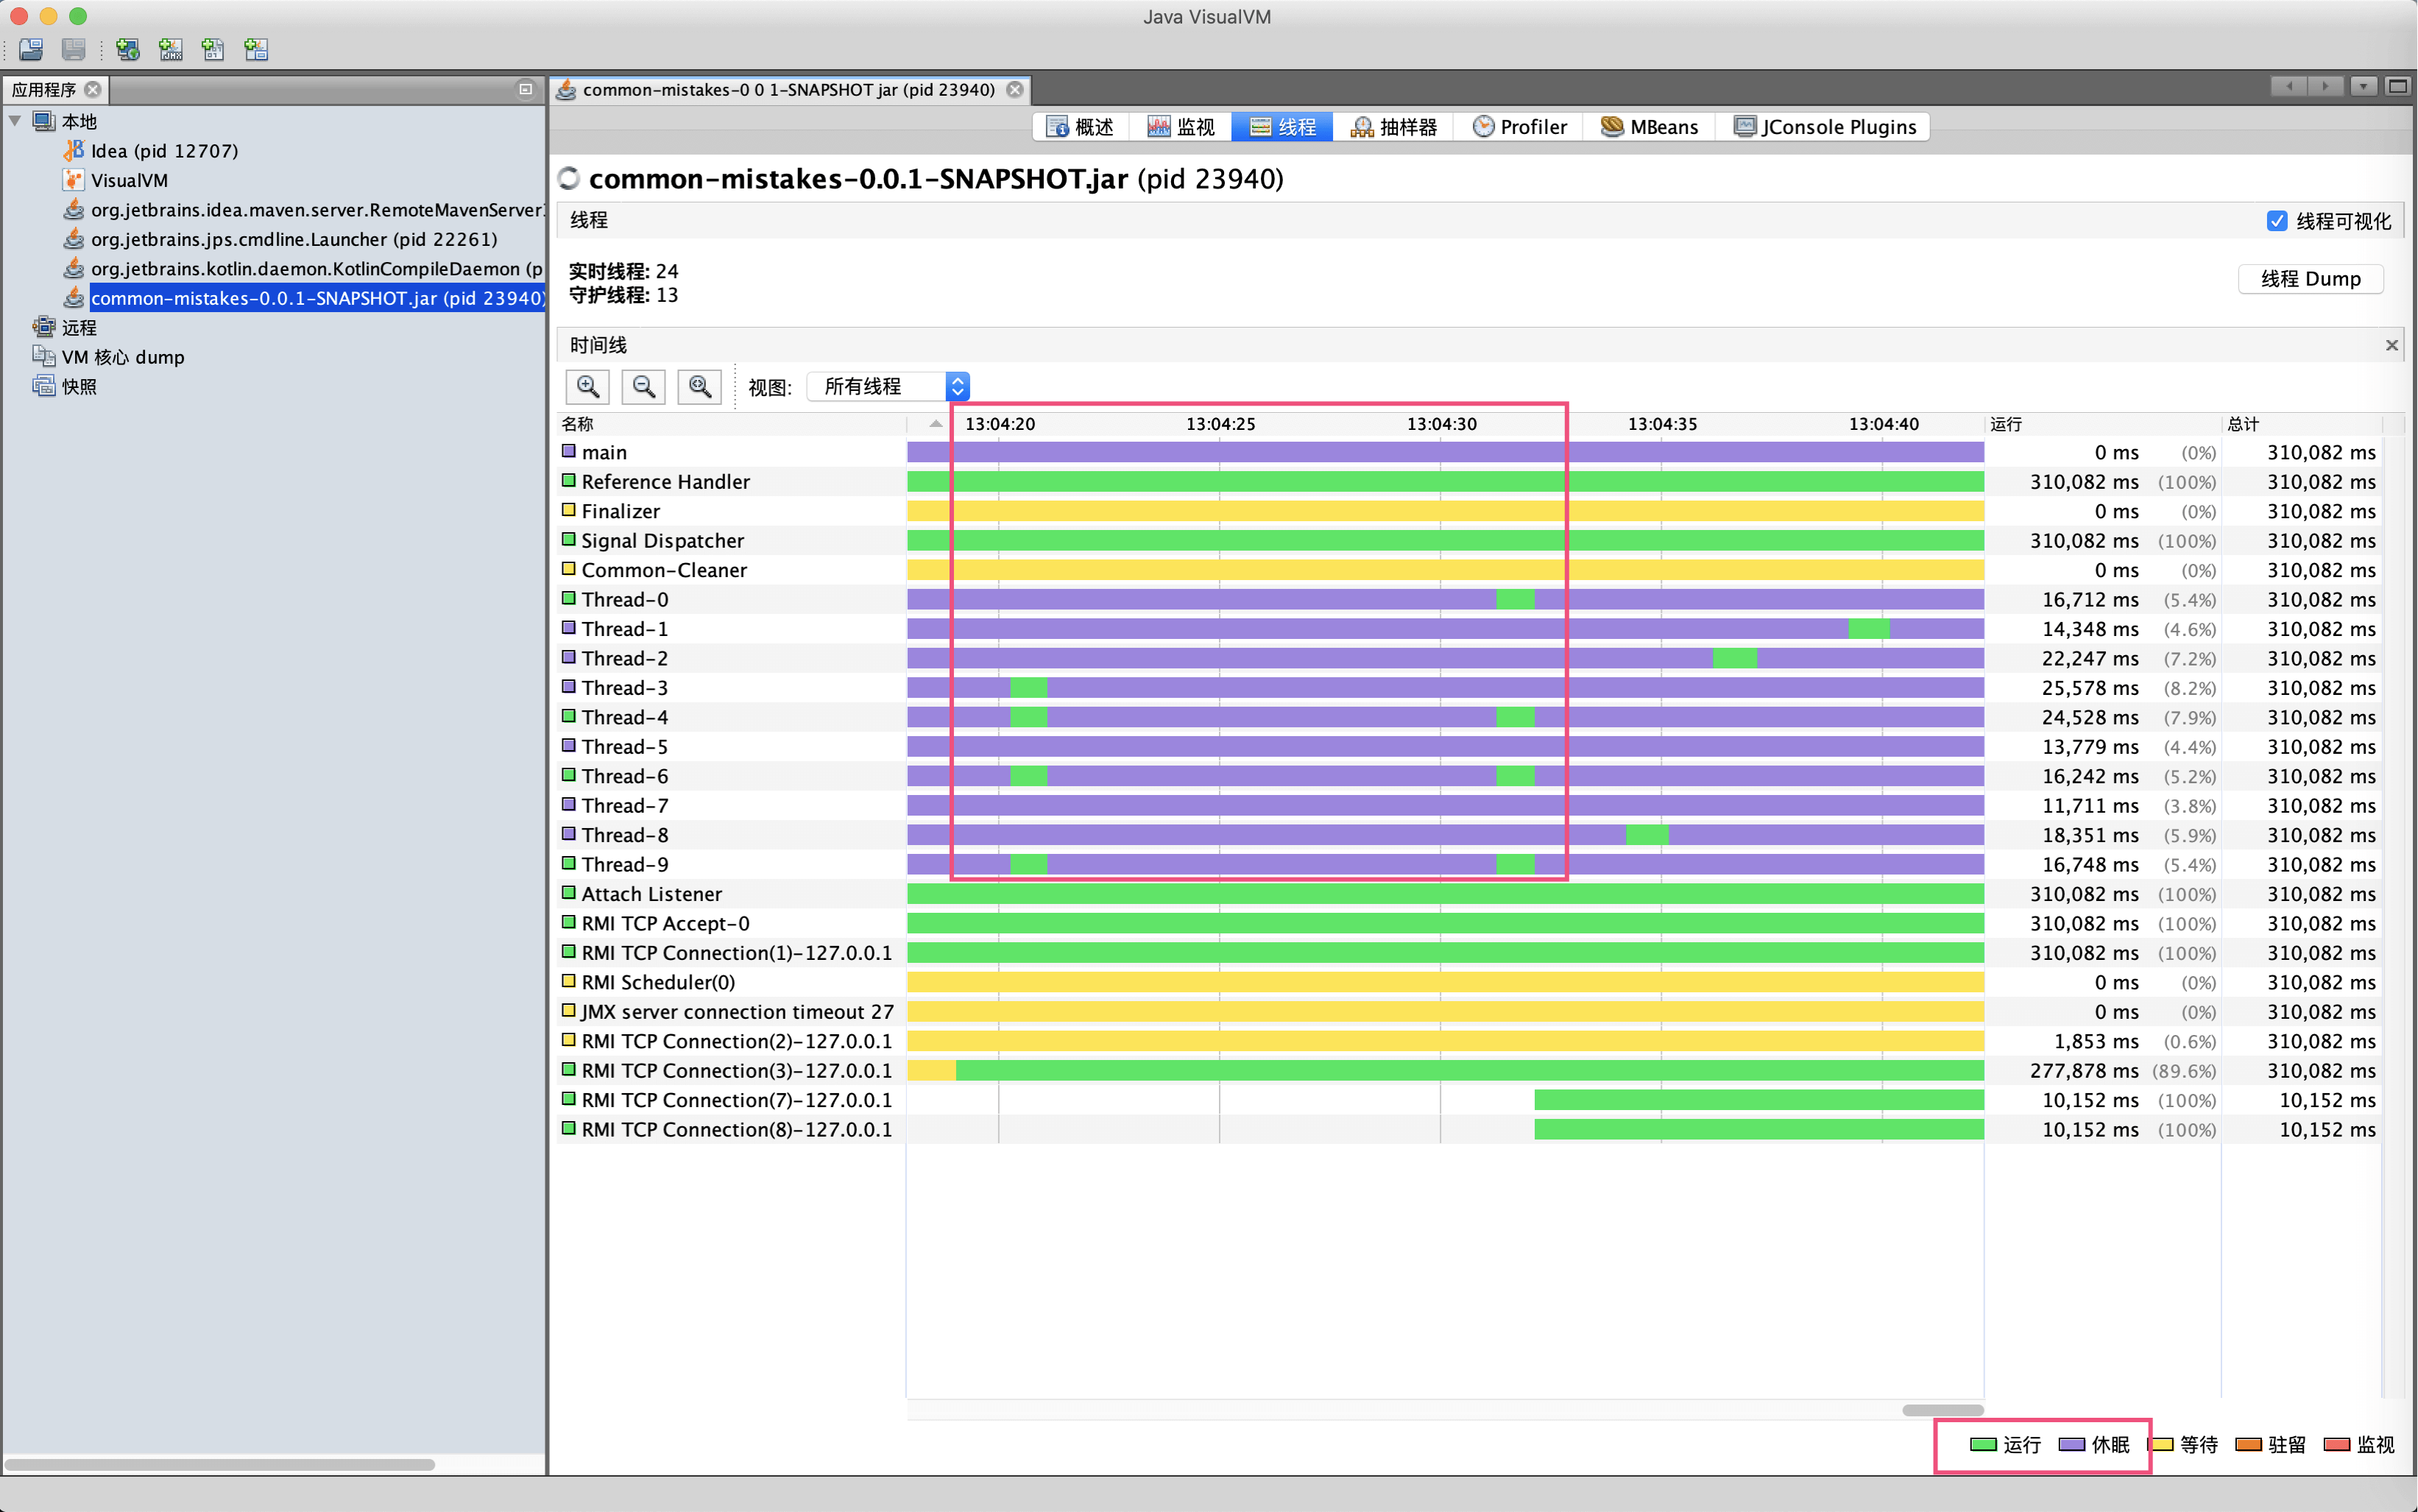 Java VisualVM
应用程序
common-mistakes-0 0 1-SNAPSHOT jar (pid 23940)
本地
Idea (pid 12707)
VisualVM
org.jetbrains.idea.maven.server.RemoteMavenServer
org.jetbrains.jps.cmdline.Launcher (pid 22261)
org.jetbrains.kotlin.daemon.KotlinCompileDaemon (p
common-mistakes-0.0.1-SNAPSHOT.jar (pid 23940)
远程
VM 核心 dump
快照
概述 监视 线程 抽样器 Profiler MBeans JConsole Plugins
common-mistakes-0.0.1-SNAPSHOT.jar (pid 23940)
线程 线程可视化
实时线程: 24
守护线程: 13
线程 Dump
时间线
视图: 所有线程
名称 13:04:20 13:04:25 13:04:30 13:04:35 13:04:40 运行 总计
main 0 ms (0%) 310,082 ms
Reference Handler 310,082 ms (100%) 310,082 ms
Finalizer 0 ms (0%) 310,082 ms
Signal Dispatcher 310,082 ms (100%) 310,082 ms
Common-Cleaner 0 ms (0%) 310,082 ms
Thread-0 16,712 ms (5.4%) 310,082 ms
Thread-1 14,348 ms (4.6%) 310,082 ms
Thread-2 22,247 ms (7.2%) 310,082 ms
Thread-3 25,578 ms (8.2%) 310,082 ms
Thread-4 24,528 ms (7.9%) 310,082 ms
Thread-5 13,779 ms (4.4%) 310,082 ms
Thread-6 16,242 ms (5.2%) 310,082 ms
Thread-7 11,711 ms (3.8%) 310,082 ms
Thread-8 18,351 ms (5.9%) 310,082 ms
Thread-9 16,748 ms (5.4%) 310,082 ms
Attach Listener 310,082 ms (100%) 310,082 ms
RMI TCP Accept-0 310,082 ms (100%) 310,082 ms
RMI TCP Connection(1)-127.0.0.1 310,082 ms (100%) 310,082 ms
RMI Scheduler(0) 0 ms (0%) 310,082 ms
JMX server connection timeout 27 0 ms (0%) 310,082 ms
RMI TCP Connection(2)-127.0.0.1 1,853 ms (0.6%) 310,082 ms
RMI TCP Connection(3)-127.0.0.1 277,878 ms (89.6%) 310,082 ms
RMI TCP Connection(7)-127.0.0.1 10,152 ms (100%) 10,152 ms
RMI TCP Connection(8)-127.0.0.1 10,152 ms (100%) 10,152 ms
运行 休眠 等待 驻留 监视